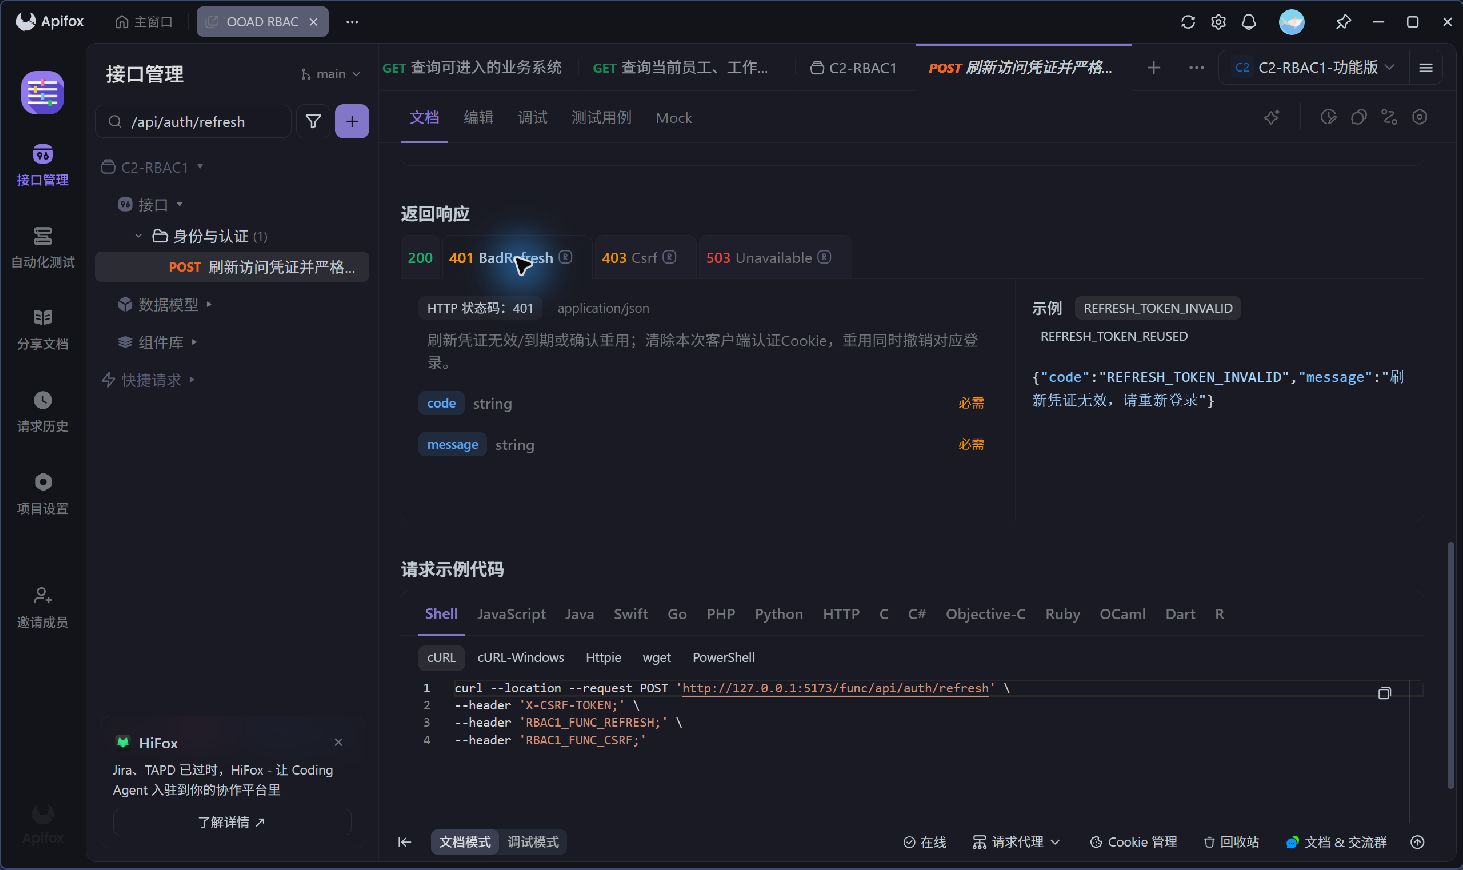 Apifox
主窗口
OOAD RBAC
接口管理
main
GET 查询可进入的业务系统
GET 查询当前员工、工作...
C2-RBAC1
POST 刷新访问凭证并严格...
C2 C2-RBAC1-功能版
/api/auth/refresh
文档 编辑 调试 测试用例 Mock
接口管理
自动化测试
分享文档
请求历史
项目设置
邀请成员
Apifox
C2-RBAC1
接口
身份与认证 (1)
POST 刷新访问凭证并严格...
数据模型
组件库
快捷请求
HiFox
Jira、TAPD 已过时，HiFox - 让 Coding
Agent 入驻到你的协作平台里
了解详情 ↗
返回响应
200
401 BadRefresh
403 Csrf
503 Unavailable
HTTP 状态码：401 application/json
刷新凭证无效/到期或确认重用；清除本次客户端认证Cookie，重用同时撤销对应登
录。
code string 必需
message string 必需
示例 REFRESH_TOKEN_INVALID
REFRESH_TOKEN_REUSED
{"code":"REFRESH_TOKEN_INVALID","message":"刷
新凭证无效，请重新登录"}
请求示例代码
Shell JavaScript Java Swift Go PHP Python HTTP C C# Objective-C Ruby OCaml Dart R
cURL cURL-Windows Httpie wget PowerShell
1 curl --location --request POST 'http://127.0.0.1:5173/func/api/auth/refresh' \
2 --header 'X-CSRF-TOKEN;' \
3 --header 'RBAC1_FUNC_REFRESH;' \
4 --header 'RBAC1_FUNC_CSRF;'
文档模式 调试模式
在线 请求代理 Cookie 管理 回收站 文档 & 交流群